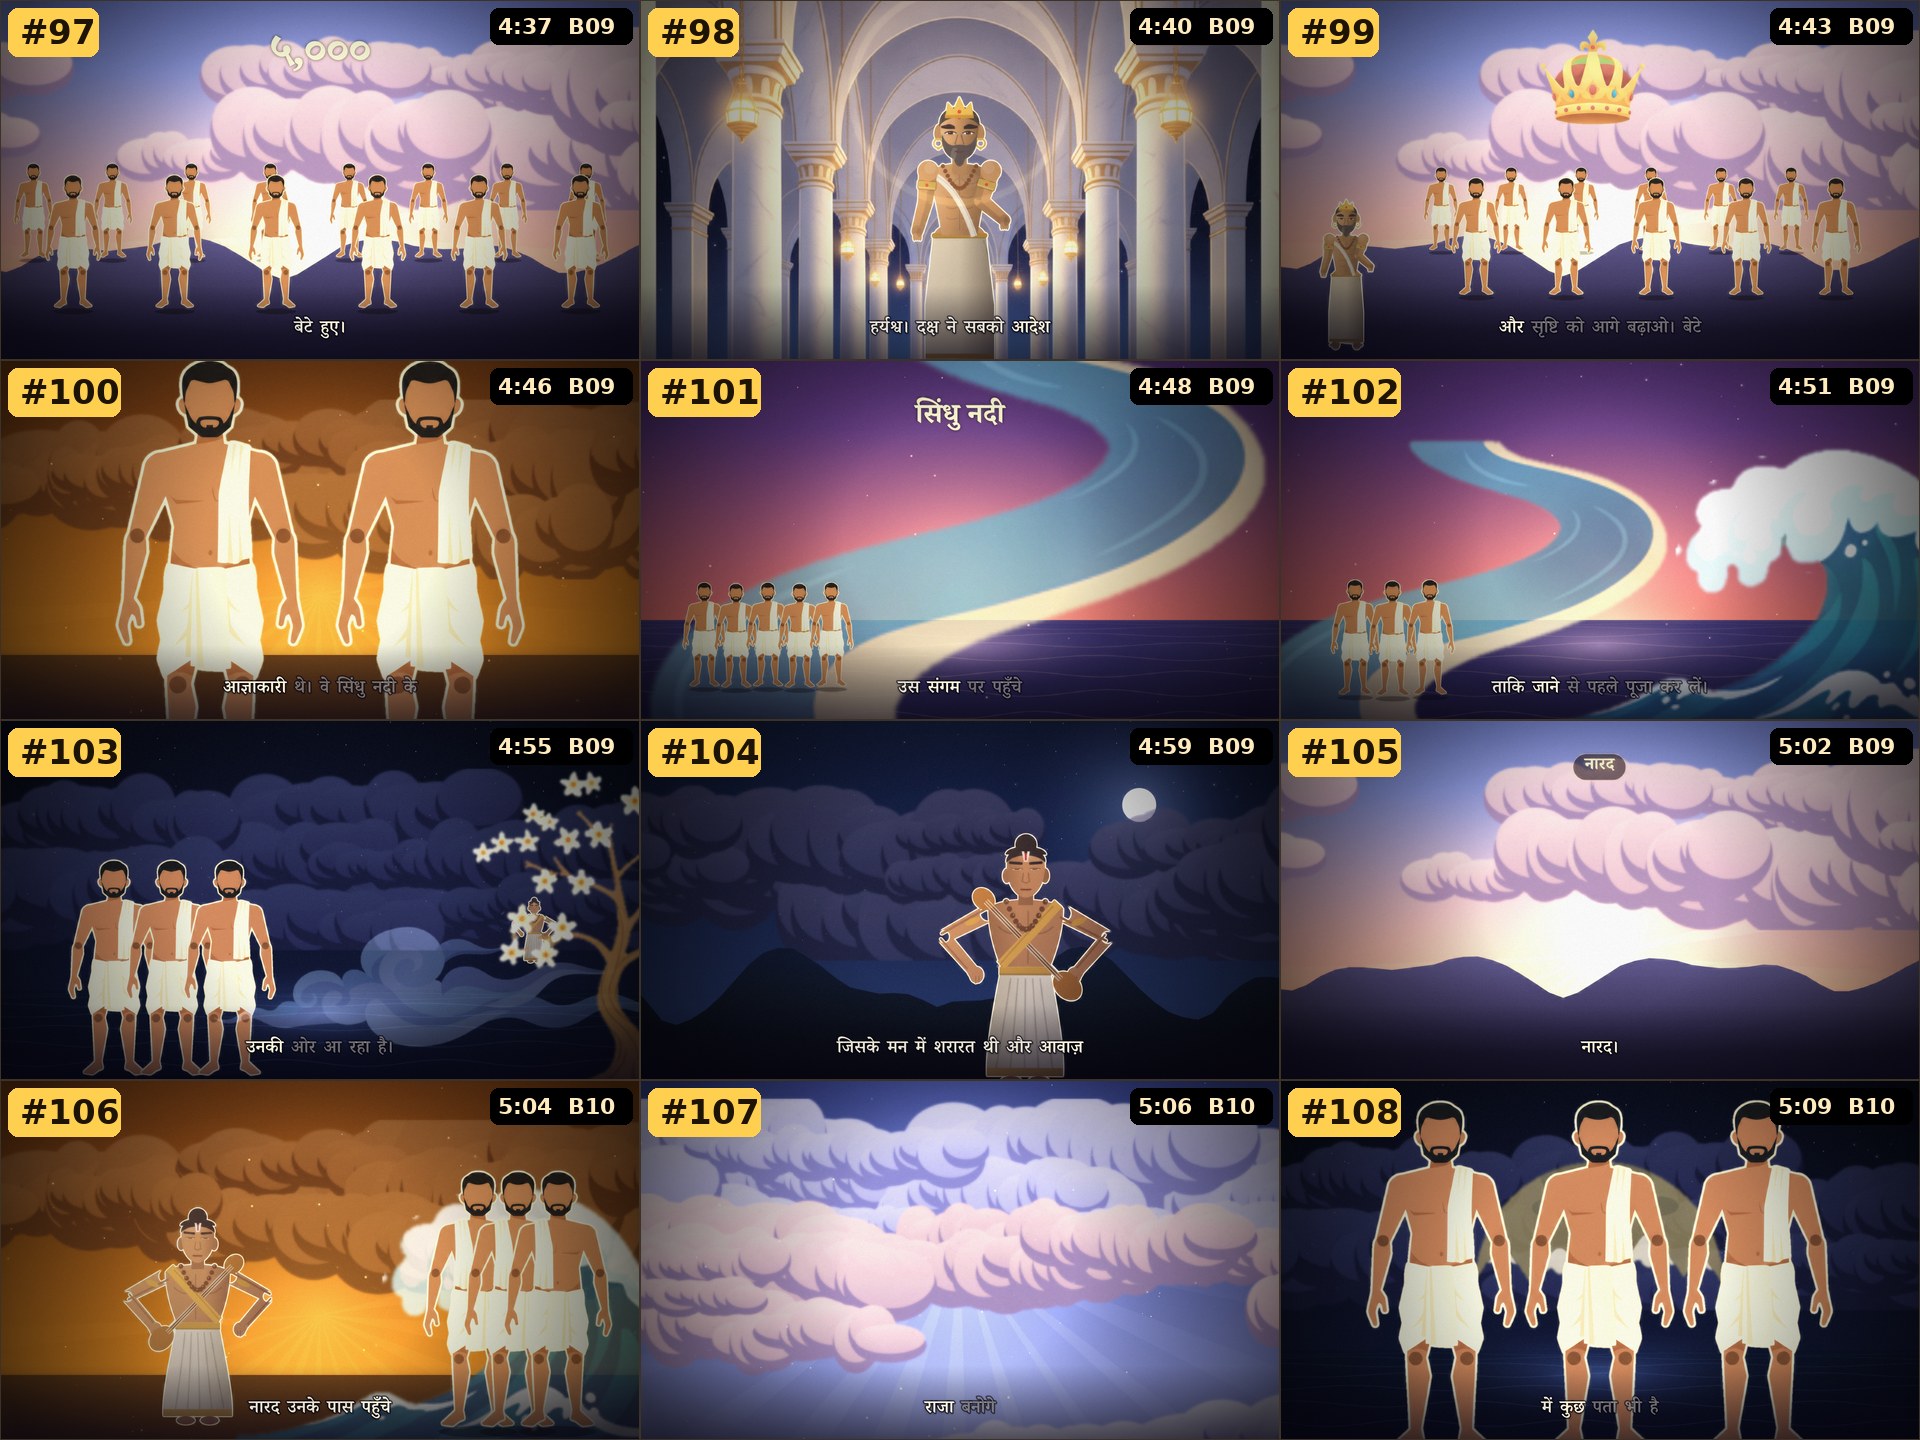 #97
4:37 B09
५,०००
बेटे हुए।
#98
4:40 B09
हर्यश्व। दक्ष ने सबको आदेश
#99
4:43 B09
और सृष्टि को आगे बढ़ाओ। बेटे
#100
4:46 B09
आज्ञाकारी थे। वे सिंधु नदी के
#101
4:48 B09
सिंधु नदी
उस संगम पर पहुँचे
#102
4:51 B09
ताकि जाने से पहले पूजा कर लें।
#103
4:55 B09
उनकी ओर आ रहा है।
#104
4:59 B09
जिसके मन में शरारत थी और आवाज़
#105
5:02 B09
नारद
नारद।
#106
5:04 B10
नारद उनके पास पहुँचे
#107
5:06 B10
राजा बनोगे
#108
5:09 B10
में कुछ पता भी है